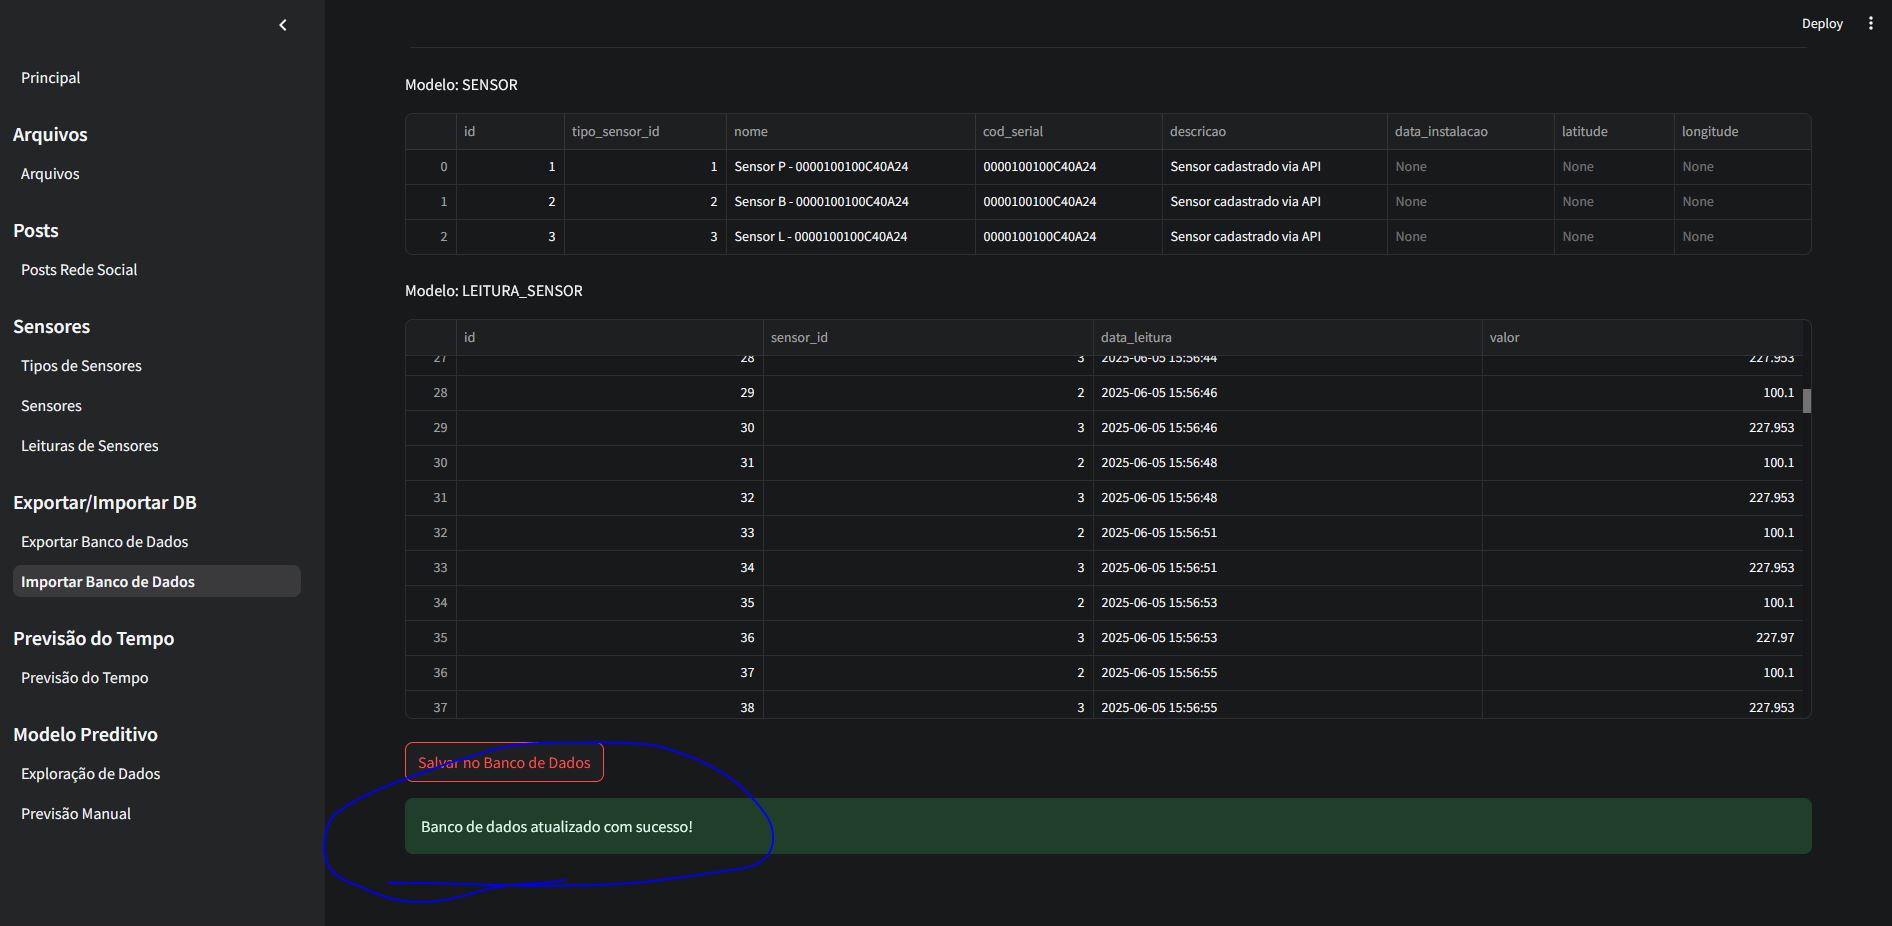 Deploy
Principal
Arquivos
Arquivos
Posts
Posts Rede Social
Sensores
Tipos de Sensores
Sensores
Leituras de Sensores
Exportar/Importar DB
Exportar Banco de Dados
Importar Banco de Dados
Previsão do Tempo
Previsão do Tempo
Modelo Preditivo
Exploração de Dados
Previsão Manual
Modelo: SENSOR
id tipo_sensor_id nome cod_serial descricao data_instalacao latitude longitude
0 1 1 Sensor P - 0000100100C40A24 0000100100C40A24 Sensor cadastrado via API None None None
1 2 2 Sensor B - 0000100100C40A24 0000100100C40A24 Sensor cadastrado via API None None None
2 3 3 Sensor L - 0000100100C40A24 0000100100C40A24 Sensor cadastrado via API None None None
Modelo: LEITURA_SENSOR
id sensor_id data_leitura valor
27 28 3 2025-06-05 15:56:44 227.953
28 29 2 2025-06-05 15:56:46 100.1
29 30 3 2025-06-05 15:56:46 227.953
30 31 2 2025-06-05 15:56:48 100.1
31 32 3 2025-06-05 15:56:48 227.953
32 33 2 2025-06-05 15:56:51 100.1
33 34 3 2025-06-05 15:56:51 227.953
34 35 2 2025-06-05 15:56:53 100.1
35 36 3 2025-06-05 15:56:53 227.97
36 37 2 2025-06-05 15:56:55 100.1
37 38 3 2025-06-05 15:56:55 227.953
Salvar no Banco de Dados
Banco de dados atualizado com sucesso!